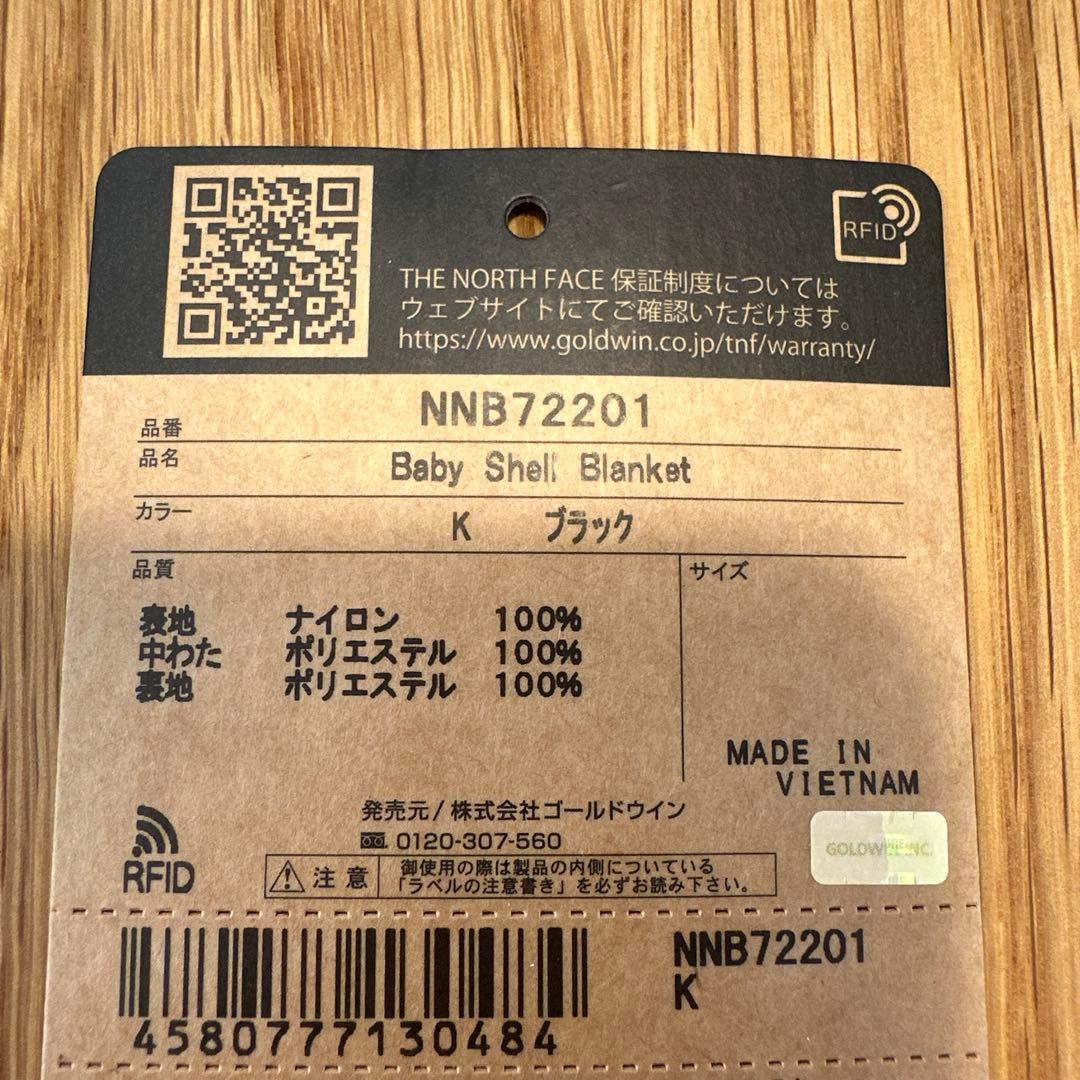 RFID
THE NORTH FACE 保証制度については
ウェブサイトにてご確認いただけます。
https://www.goldwin.co.jp/tnf/warranty/
品番 NNB72201
品名 Baby Shell Blanket
カラー K ブラック
品質 サイズ
表地 ナイロン 100%
中わた ポリエステル 100%
裏地 ポリエステル 100%
MADE IN
VIETNAM
発売元/株式会社ゴールドウイン
0120-307-560
RFID
注意
御使用の際は製品の内側についている
「ラベルの注意書き」を必ずお読み下さい。
GOLDWIN INC.
NNB72201
K
4580777130484